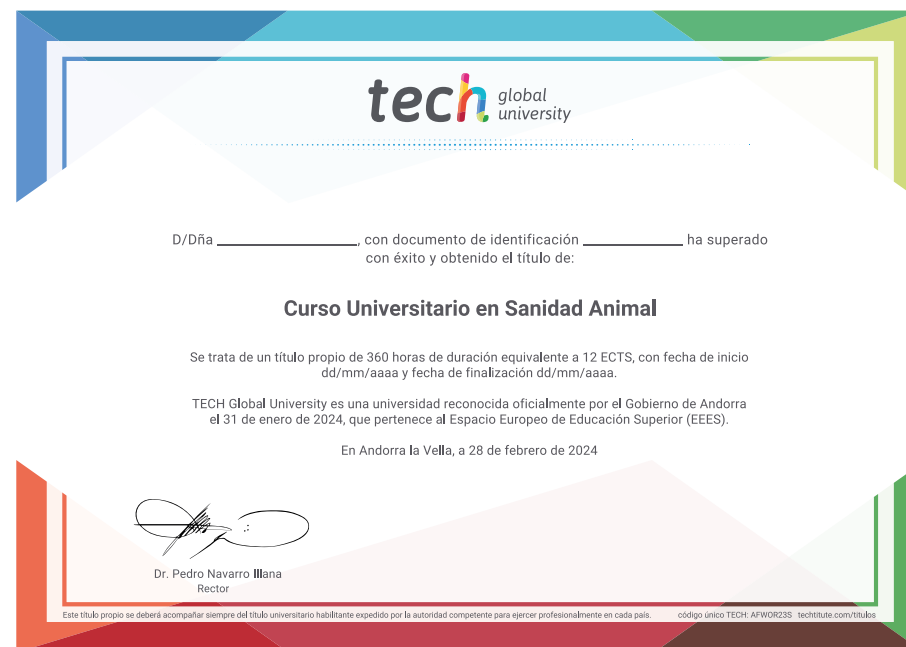 tech global university
D/Dña ____________, con documento de identificación ____________ ha superado
con éxito y obtenido el título de:
Curso Universitario en Sanidad Animal
Se trata de un título propio de 360 horas de duración equivalente a 12 ECTS, con fecha de inicio
dd/mm/aaaa y fecha de finalización dd/mm/aaaa.
TECH Global University es una universidad reconocida oficialmente por el Gobierno de Andorra
el 31 de enero de 2024, que pertenece al Espacio Europeo de Educación Superior (EEES).
En Andorra la Vella, a 28 de febrero de 2024
Dr. Pedro Navarro Illana
Rector
Este título propio se deberá acompañar siempre del título universitario habilitante expedido por la autoridad competente para ejercer profesionalmente en cada país. código único TECH: AFWOR23S techtitute.com/titulos